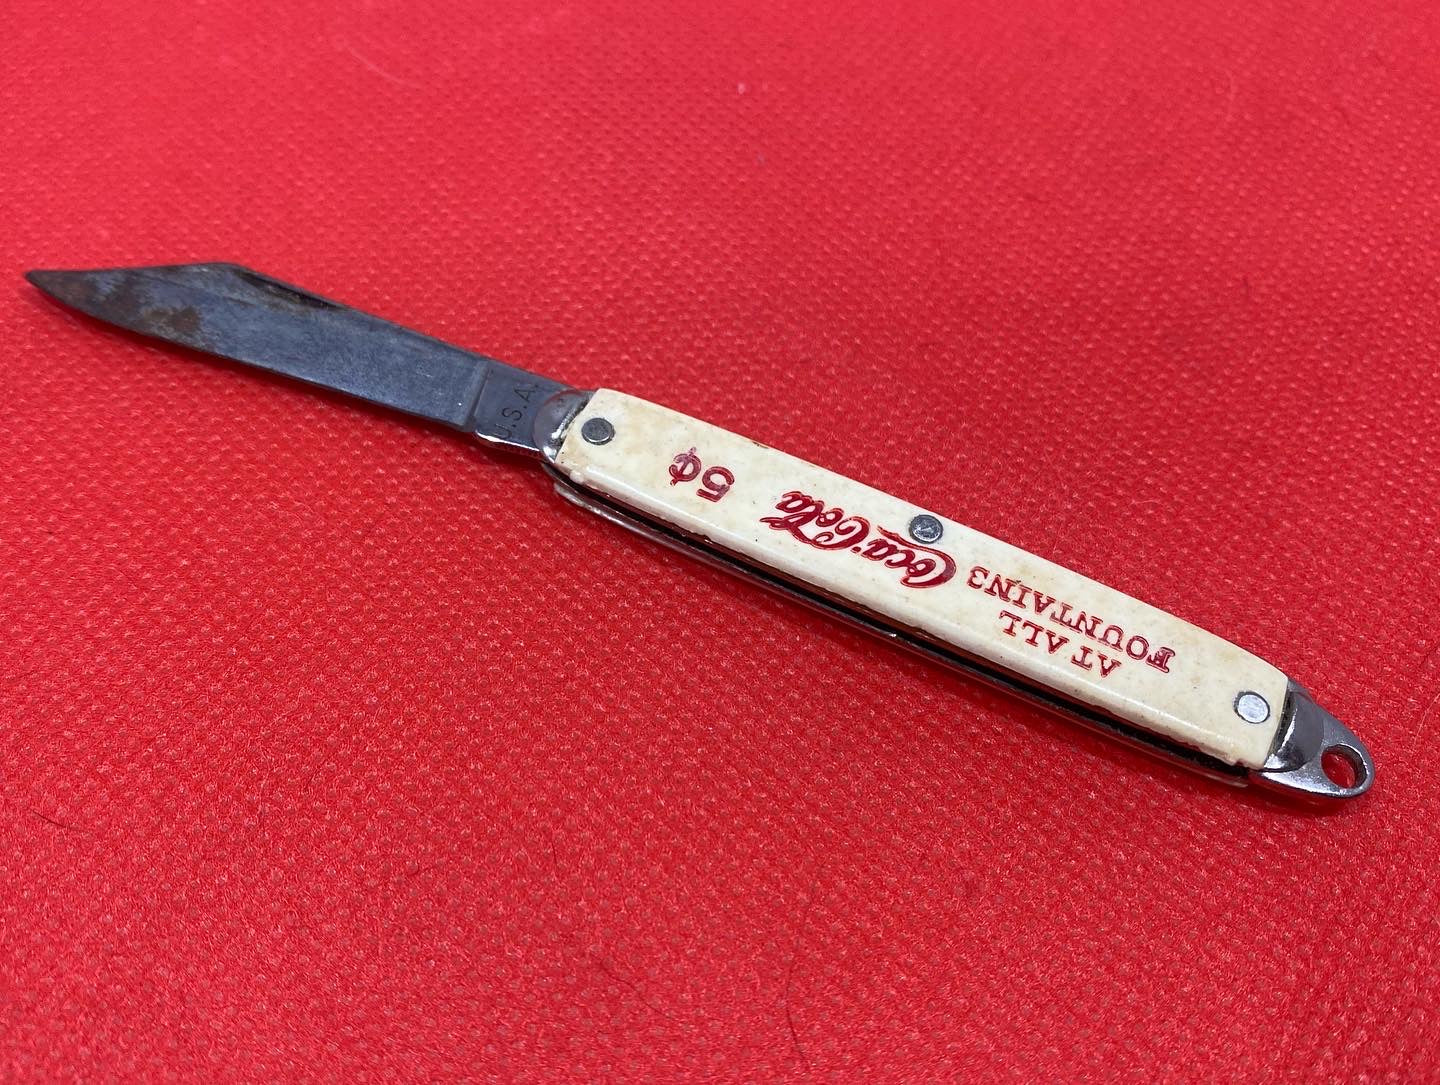 AT ALL
FOUNTAINS
Coca-Cola 5¢
U.S.A.